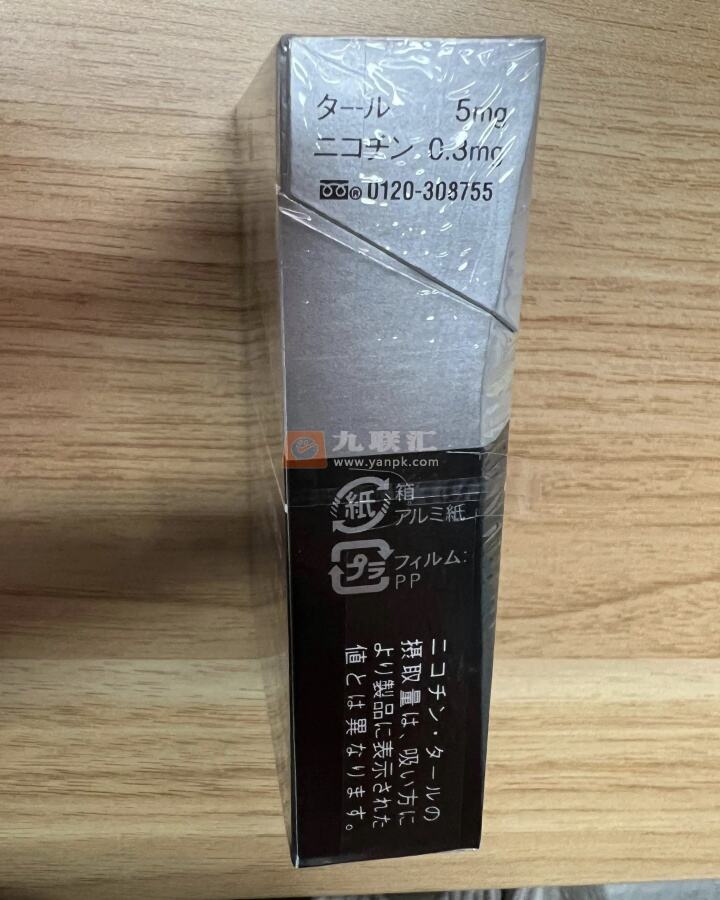 タール 5mg
ニコチン 0.3mg
® 0120-308755
九联汇
www.yanpk.com
紙 箱
アルミ紙
プラ フィルム:
PP
ニコチン・タールの
摂取量は、吸い方に
より製品に表示された
値とは異なります。